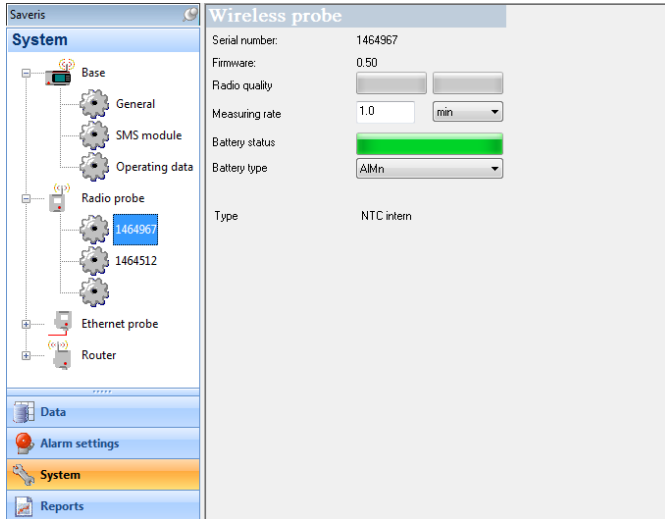 Saveris
System
Base
General
SMS module
Operating data
Radio probe
1464967
1464512
Ethernet probe
Router
Data
Alarm settings
System
Reports
Wireless probe
Serial number: 1464967
Firmware: 0.50
Radio quality
Measuring rate 1.0 min
Battery status
Battery type AlMn
Type NTC intern